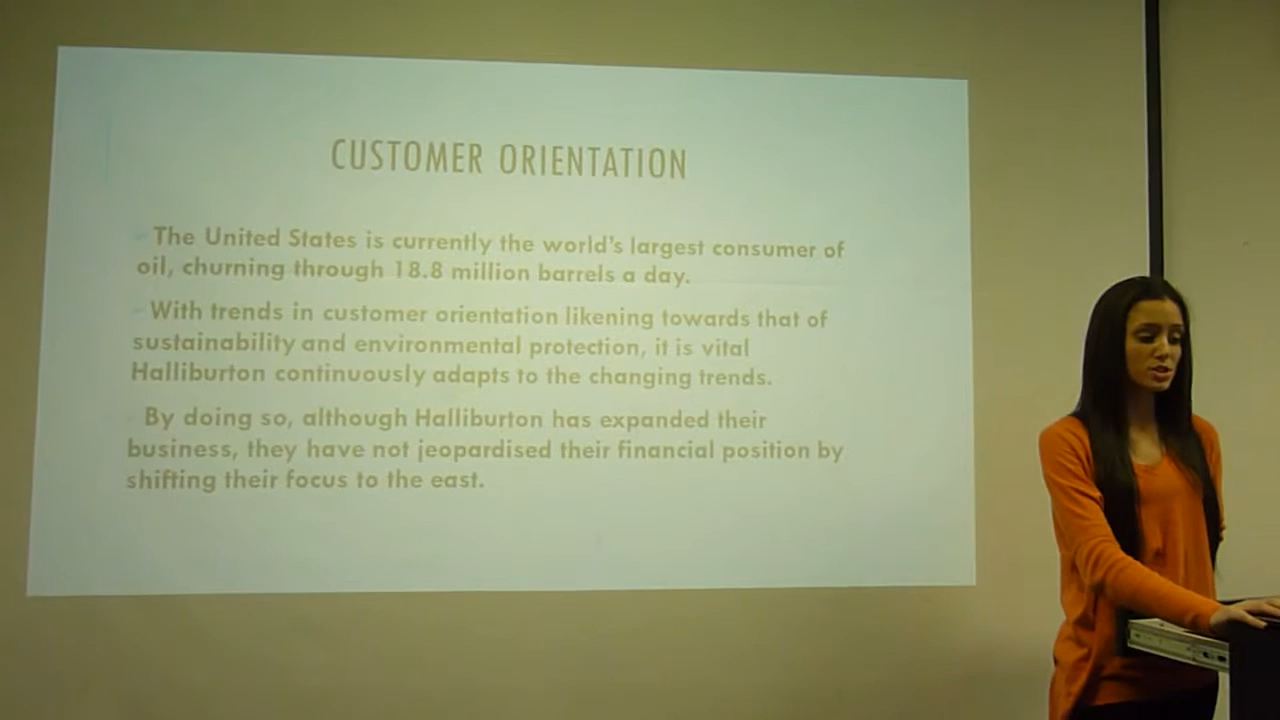 CUSTOMER ORIENTATION
The United States is currently the world's largest consumer of
oil, churning through 18.8 million barrels a day.
With trends in customer orientation likening towards that of
sustainability and environmental protection, it is vital
Halliburton continuously adapts to the changing trends.
By doing so, although Halliburton has expanded their
business, they have not jeopardised their financial position by
shifting their focus to the east.